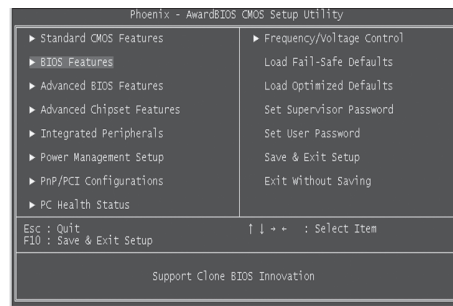 Phoenix - AwardBIOS CMOS Setup Utility
▶ Standard CMOS Features
▶ BIOS Features
▶ Advanced BIOS Features
▶ Advanced Chipset Features
▶ Integrated Peripherals
▶ Power Management Setup
▶ PnP/PCI Configurations
▶ PC Health Status
▶ Frequency/Voltage Control
Load Fail-Safe Defaults
Load Optimized Defaults
Set Supervisor Password
Set User Password
Save & Exit Setup
Exit Without Saving
Esc : Quit
F10 : Save & Exit Setup
↑ ↓ → ← : Select Item
Support Clone BIOS Innovation